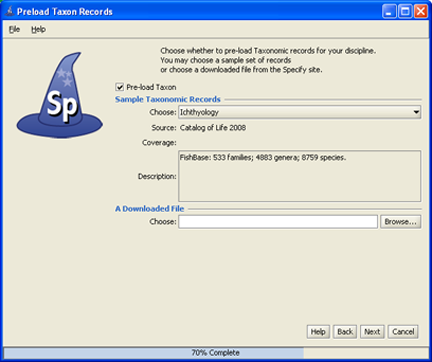 Preload Taxon Records
File Help
Choose whether to pre-load Taxonomic records for your discipline.
You may choose a sample set of records
or choose a downloaded file from the Specify site.
Sp
Pre-load Taxon
Sample Taxonomic Records
Choose: Ichthyology
Source: Catalog of Life 2008
Coverage:
FishBase: 533 families; 4883 genera; 8759 species.
Description:
A Downloaded File
Choose: Browse...
Help Back Next Cancel
70% Complete